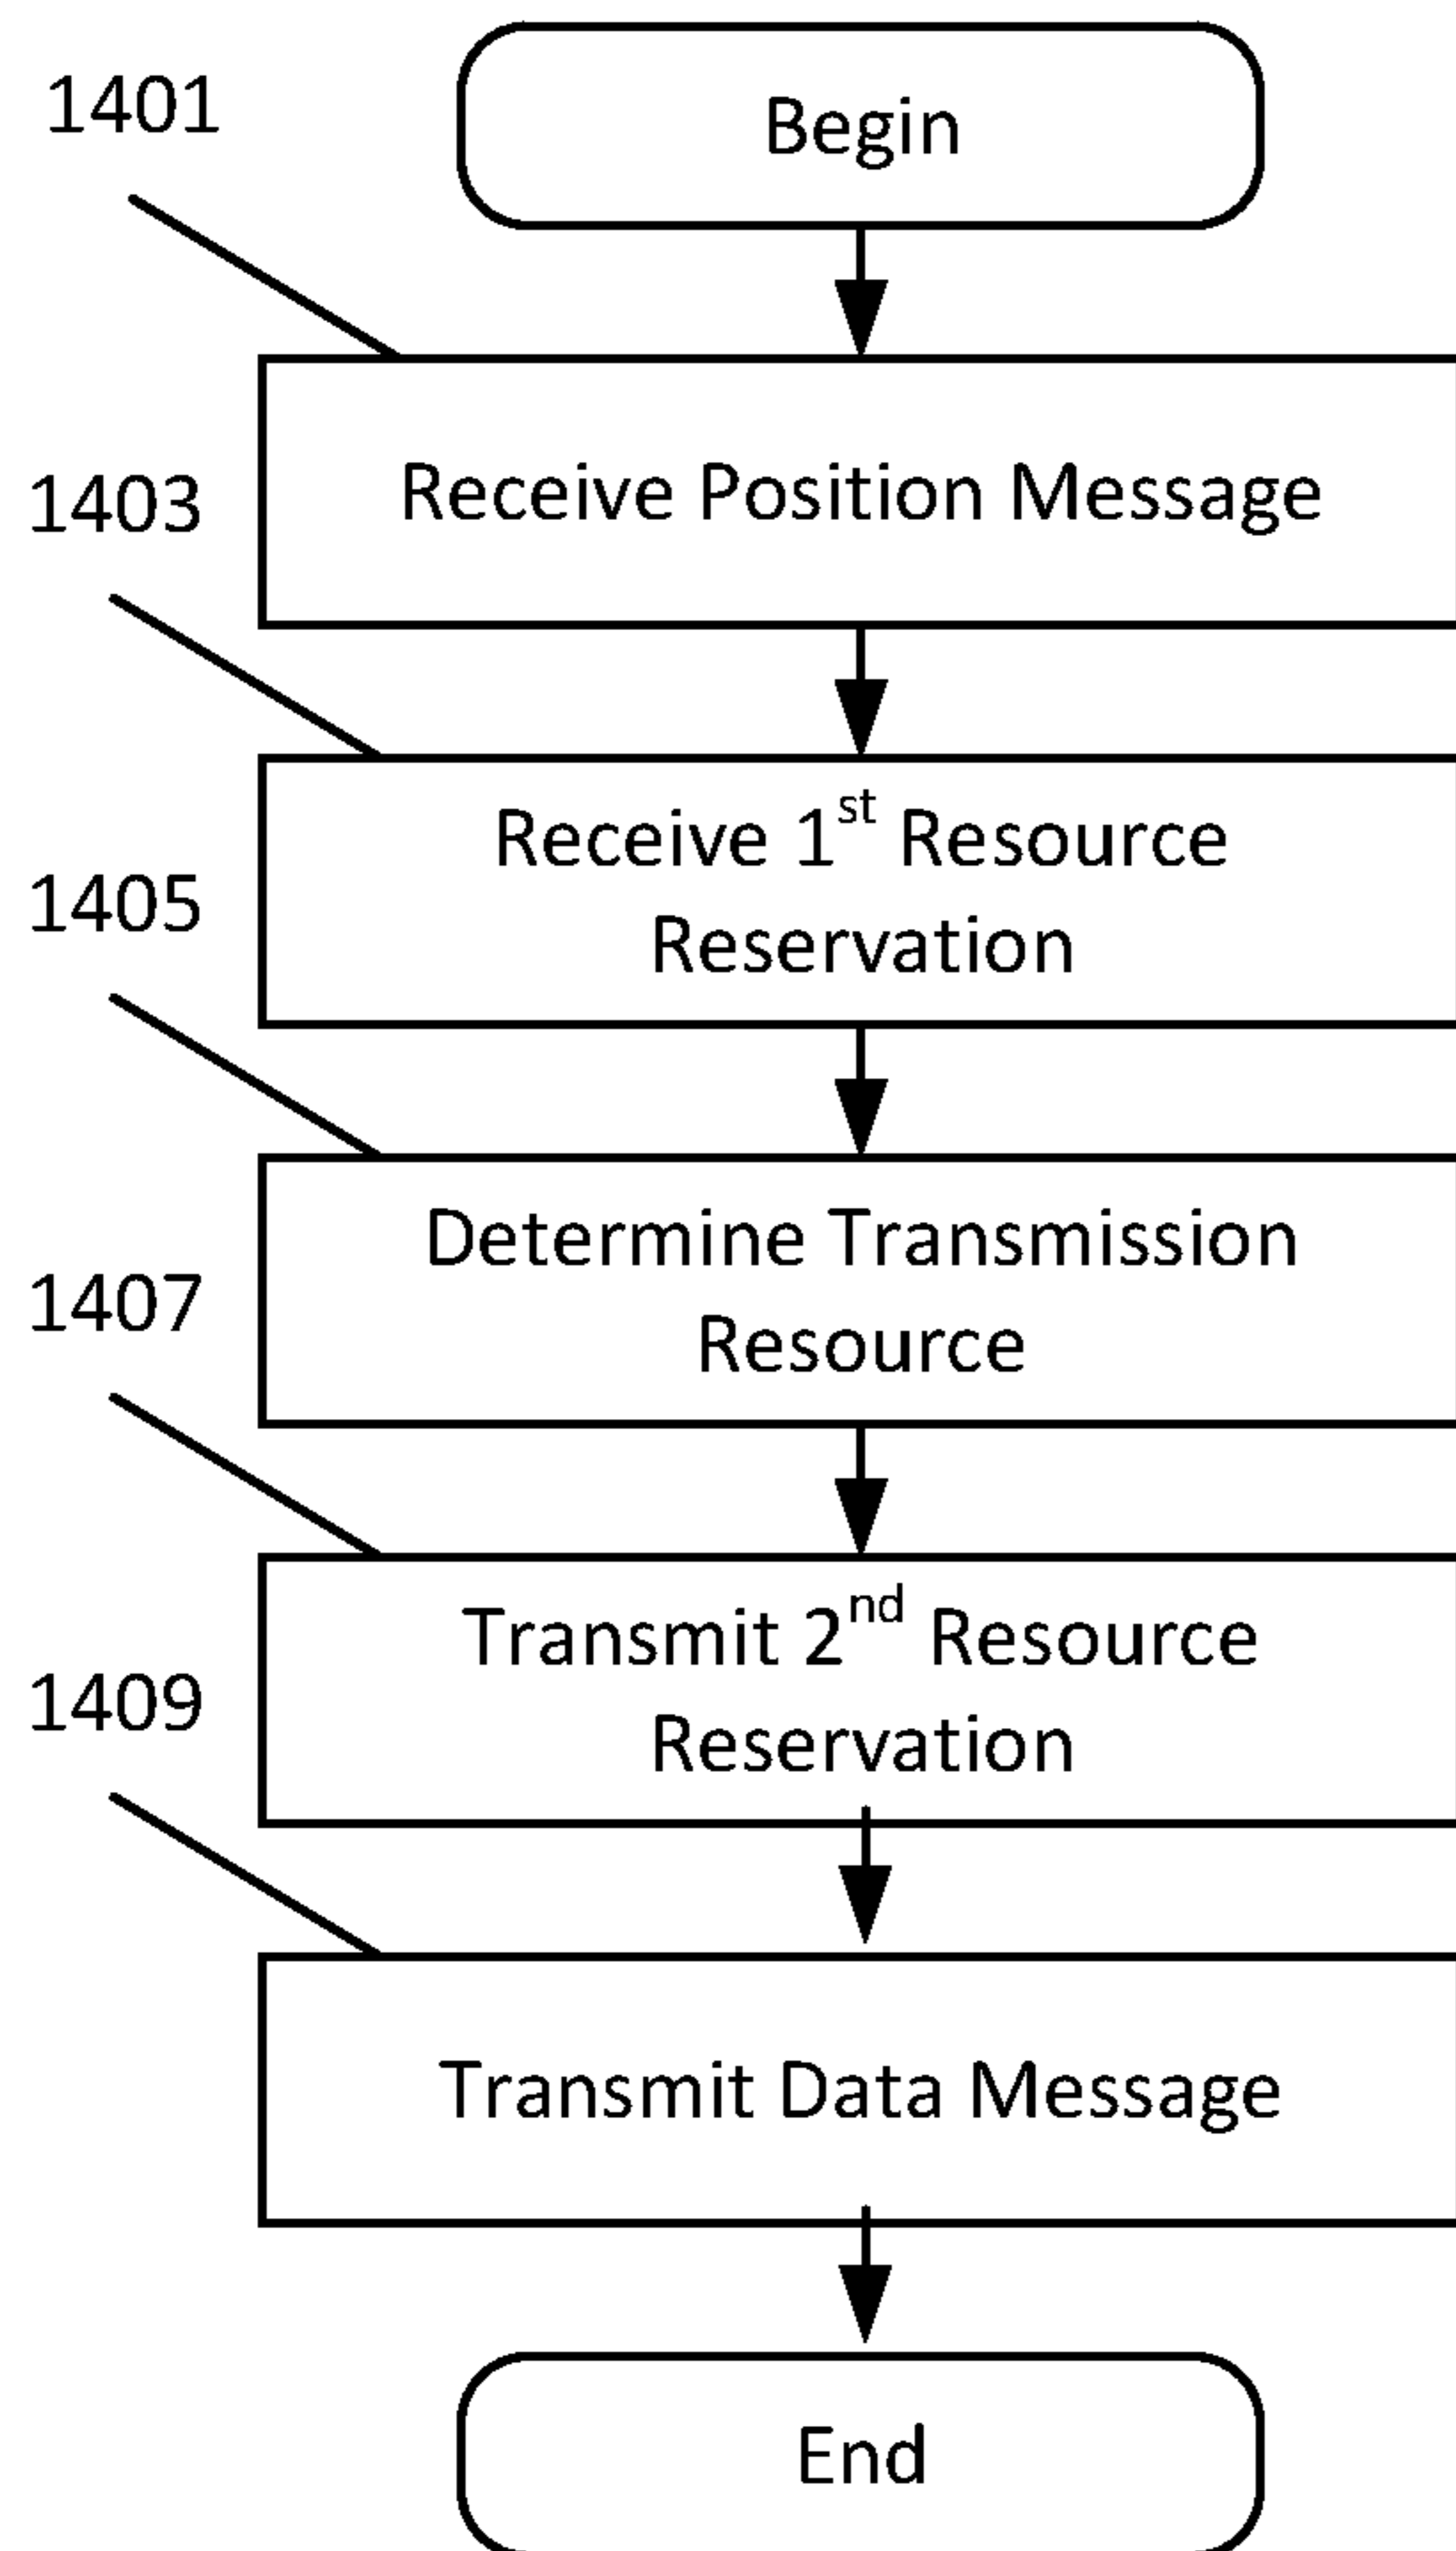 1401
Begin
Receive Position Message
1403
Receive 1st Resource
Reservation
1405
Determine Transmission
Resource
1407
Transmit 2nd Resource
Reservation
1409
Transmit Data Message
End